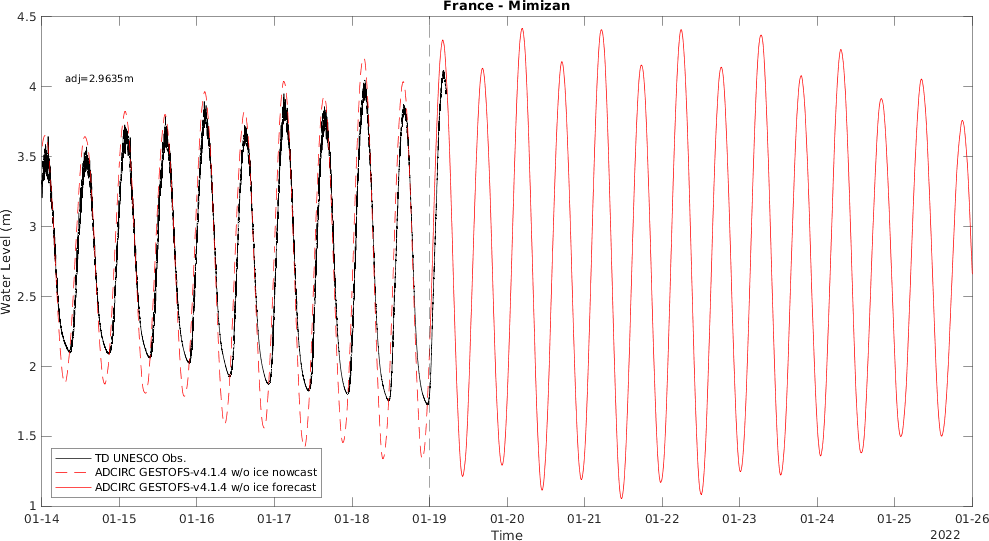 France - Mimizan
4.5
4
3.5
3
2.5
2
1.5
1
Water Level (m)
adj=2.9635m
TD UNESCO Obs.
ADCIRC GESTOFS-v4.1.4 w/o ice nowcast
ADCIRC GESTOFS-v4.1.4 w/o ice forecast
01-14 01-15 01-16 01-17 01-18 01-19 01-20 01-21 01-22 01-23 01-24 01-25 01-26
Time
2022